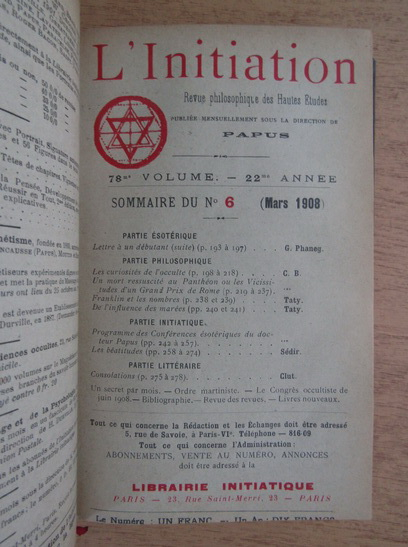 L'Initiation
Revue philosophique des Hautes Etudes
PUBLIÉE MENSUELLEMENT SOUS LA DIRECTION DE
PAPUS
78me VOLUME. — 22me ANNÉE
SOMMAIRE DU No 6 (Mars 1908)
PARTIE ÉSOTÉRIQUE
Lettre à un débutant (suite) (p. 193 à 197) . . . . G. Phaneg.
PARTIE PHILOSOPHIQUE
Les curiosités de l'occulte (p. 198 à 218) . . . . . C. B.
Un mort ressuscité au Panthéon ou les Vicissi-
tudes d'un Grand Prix de Rome (p. 219 à 237). . ...
Franklin et les nombres (p. 238 et 239) . . . . . Taty.
De l'influence des marées (pp. 240 et 241) . . . . Taty.
PARTIE INITIATIQUE.
Programme des Conférences ésotériques du doc-
teur Papus (pp. 242 à 257). . . . . . . . ...
Les béatitudes (pp. 258 à 274) . . . . . . . . Sédir.
PARTIE LITTÉRAIRE
Consolations (p. 275 à 278). . . . . . . . . Clut.
Un secret par mois. — Ordre martiniste. — Le Congrès occultiste de
juin 1908.— Bibliographie.— Revue des revues. — Livres nouveaux.
Tout ce qui concerne la Rédaction et les Echanges doit être adressé
5, rue de Savoie, à Paris-VIe. Téléphone — 816-09
Tout ce qui concerne l'Administration :
ABONNEMENTS, VENTE AU NUMÉRO, ANNONCES
doit être adressé à la
LIBRAIRIE INITIATIQUE
PARIS — 23, Rue Saint-Merri, 23 — PARIS
Le Numéro : UN FRANC. — Un An : DIX FRANCS